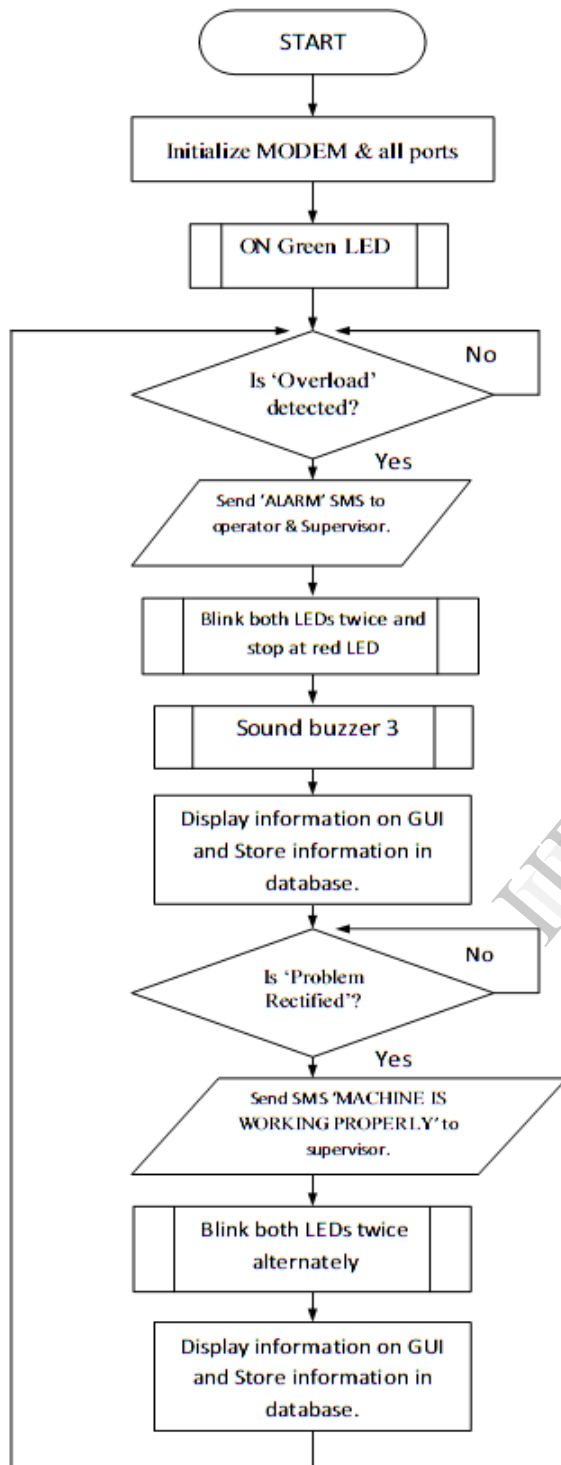 START
Initialize MODEM & all ports
ON Green LED
No
Is ‘Overload’
detected?
Yes
Send ‘ALARM’ SMS to
operator & Supervisor.
Blink both LEDs twice and
stop at red LED
Sound buzzer 3
Display information on GUI
and Store information in
database.
No
Is ‘Problem
Rectified’?
Yes
Send SMS ‘MACHINE IS
WORKING PROPERLY’ to
supervisor.
Blink both LEDs twice
alternately
Display information on GUI
and Store information in
database.